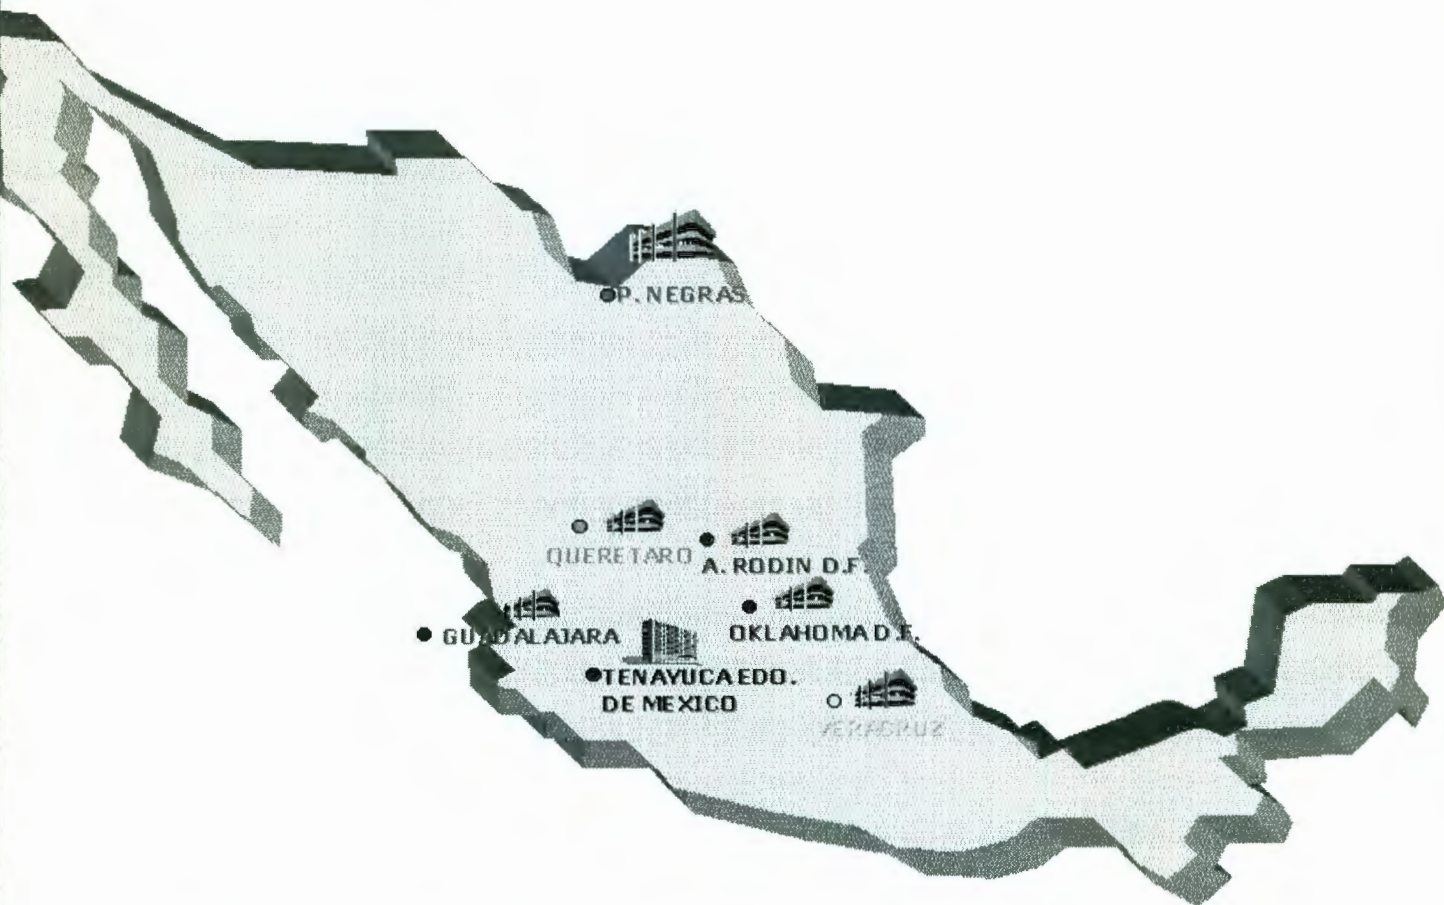 P. NEGRAS
QUERETARO
A. RODIN D.F.
GUADALAJARA
OKLAHOMA D.F.
TENAYUCA EDO.
DE MEXICO
VERACRUZ